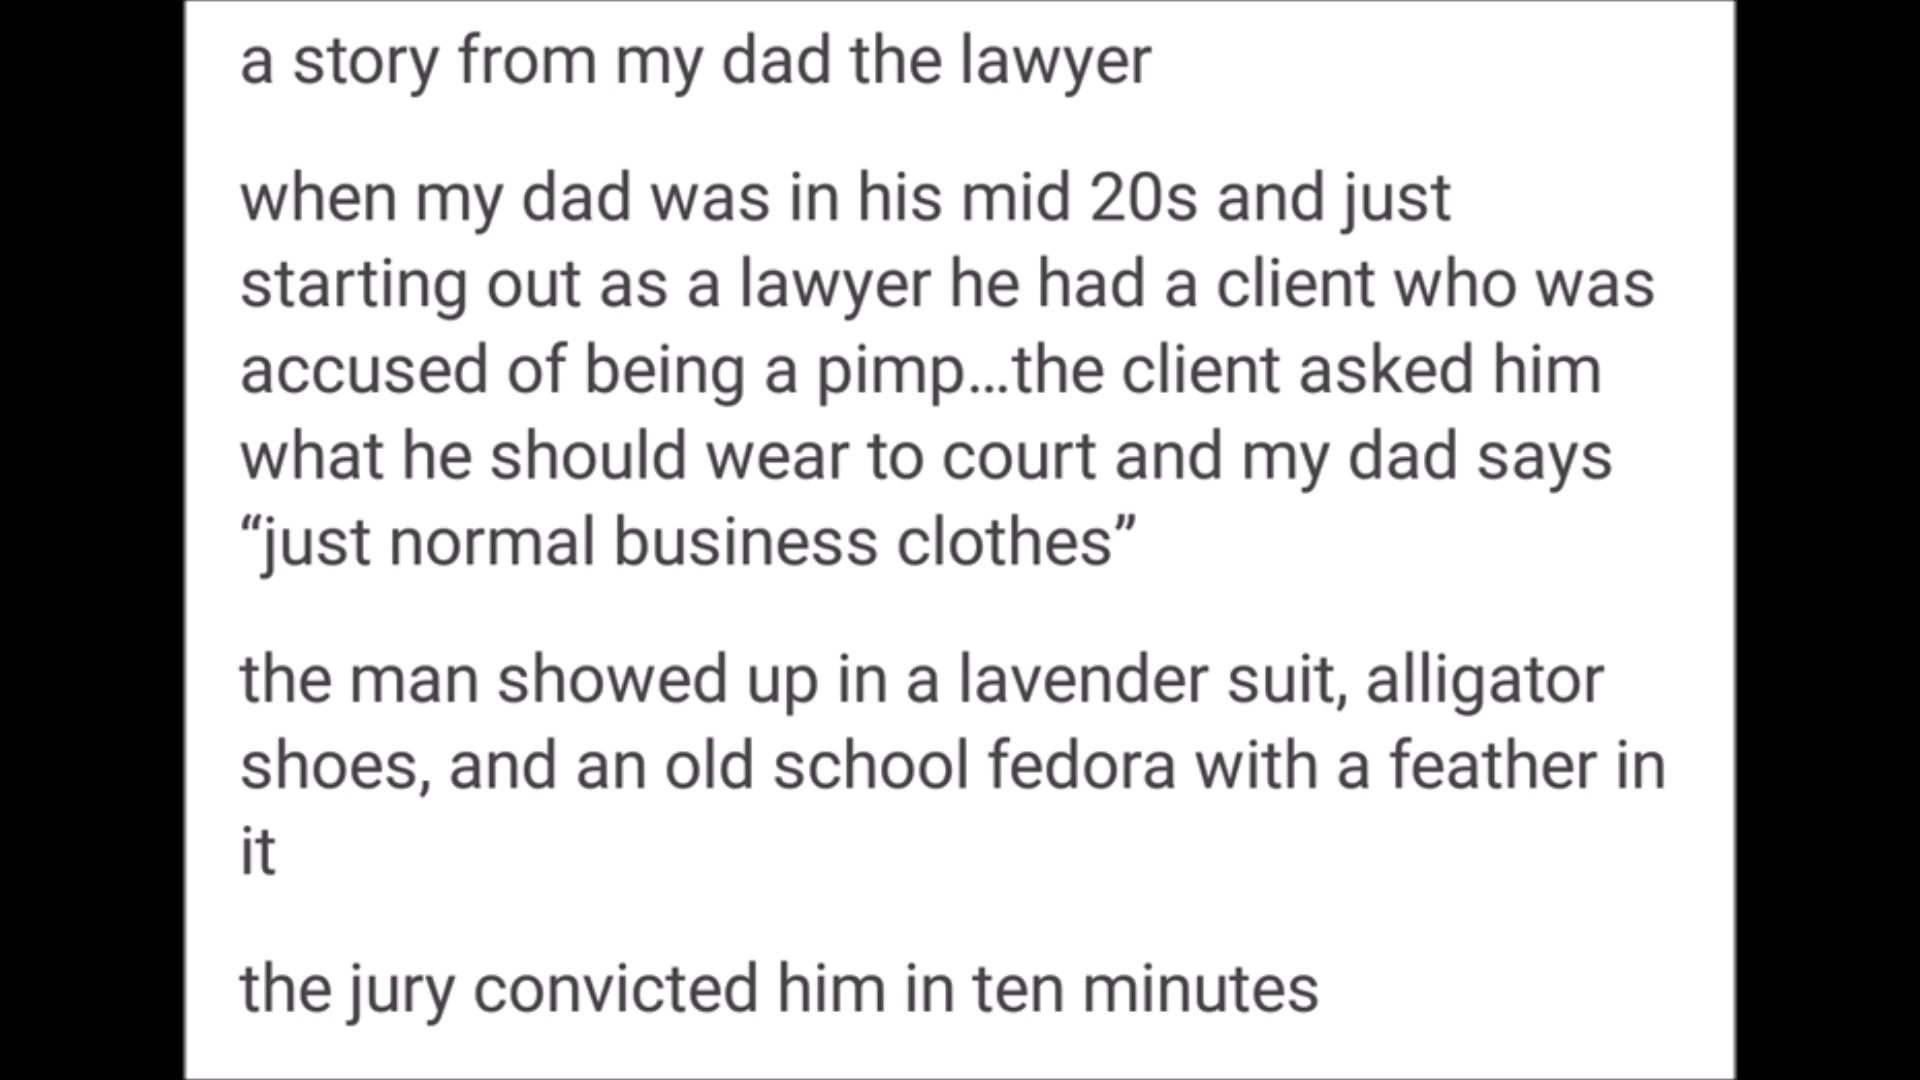 a story from my dad the lawyer
when my dad was in his mid 20s and just
starting out as a lawyer he had a client who was
accused of being a pimp…the client asked him
what he should wear to court and my dad says
“just normal business clothes”
the man showed up in a lavender suit, alligator
shoes, and an old school fedora with a feather in
it
the jury convicted him in ten minutes